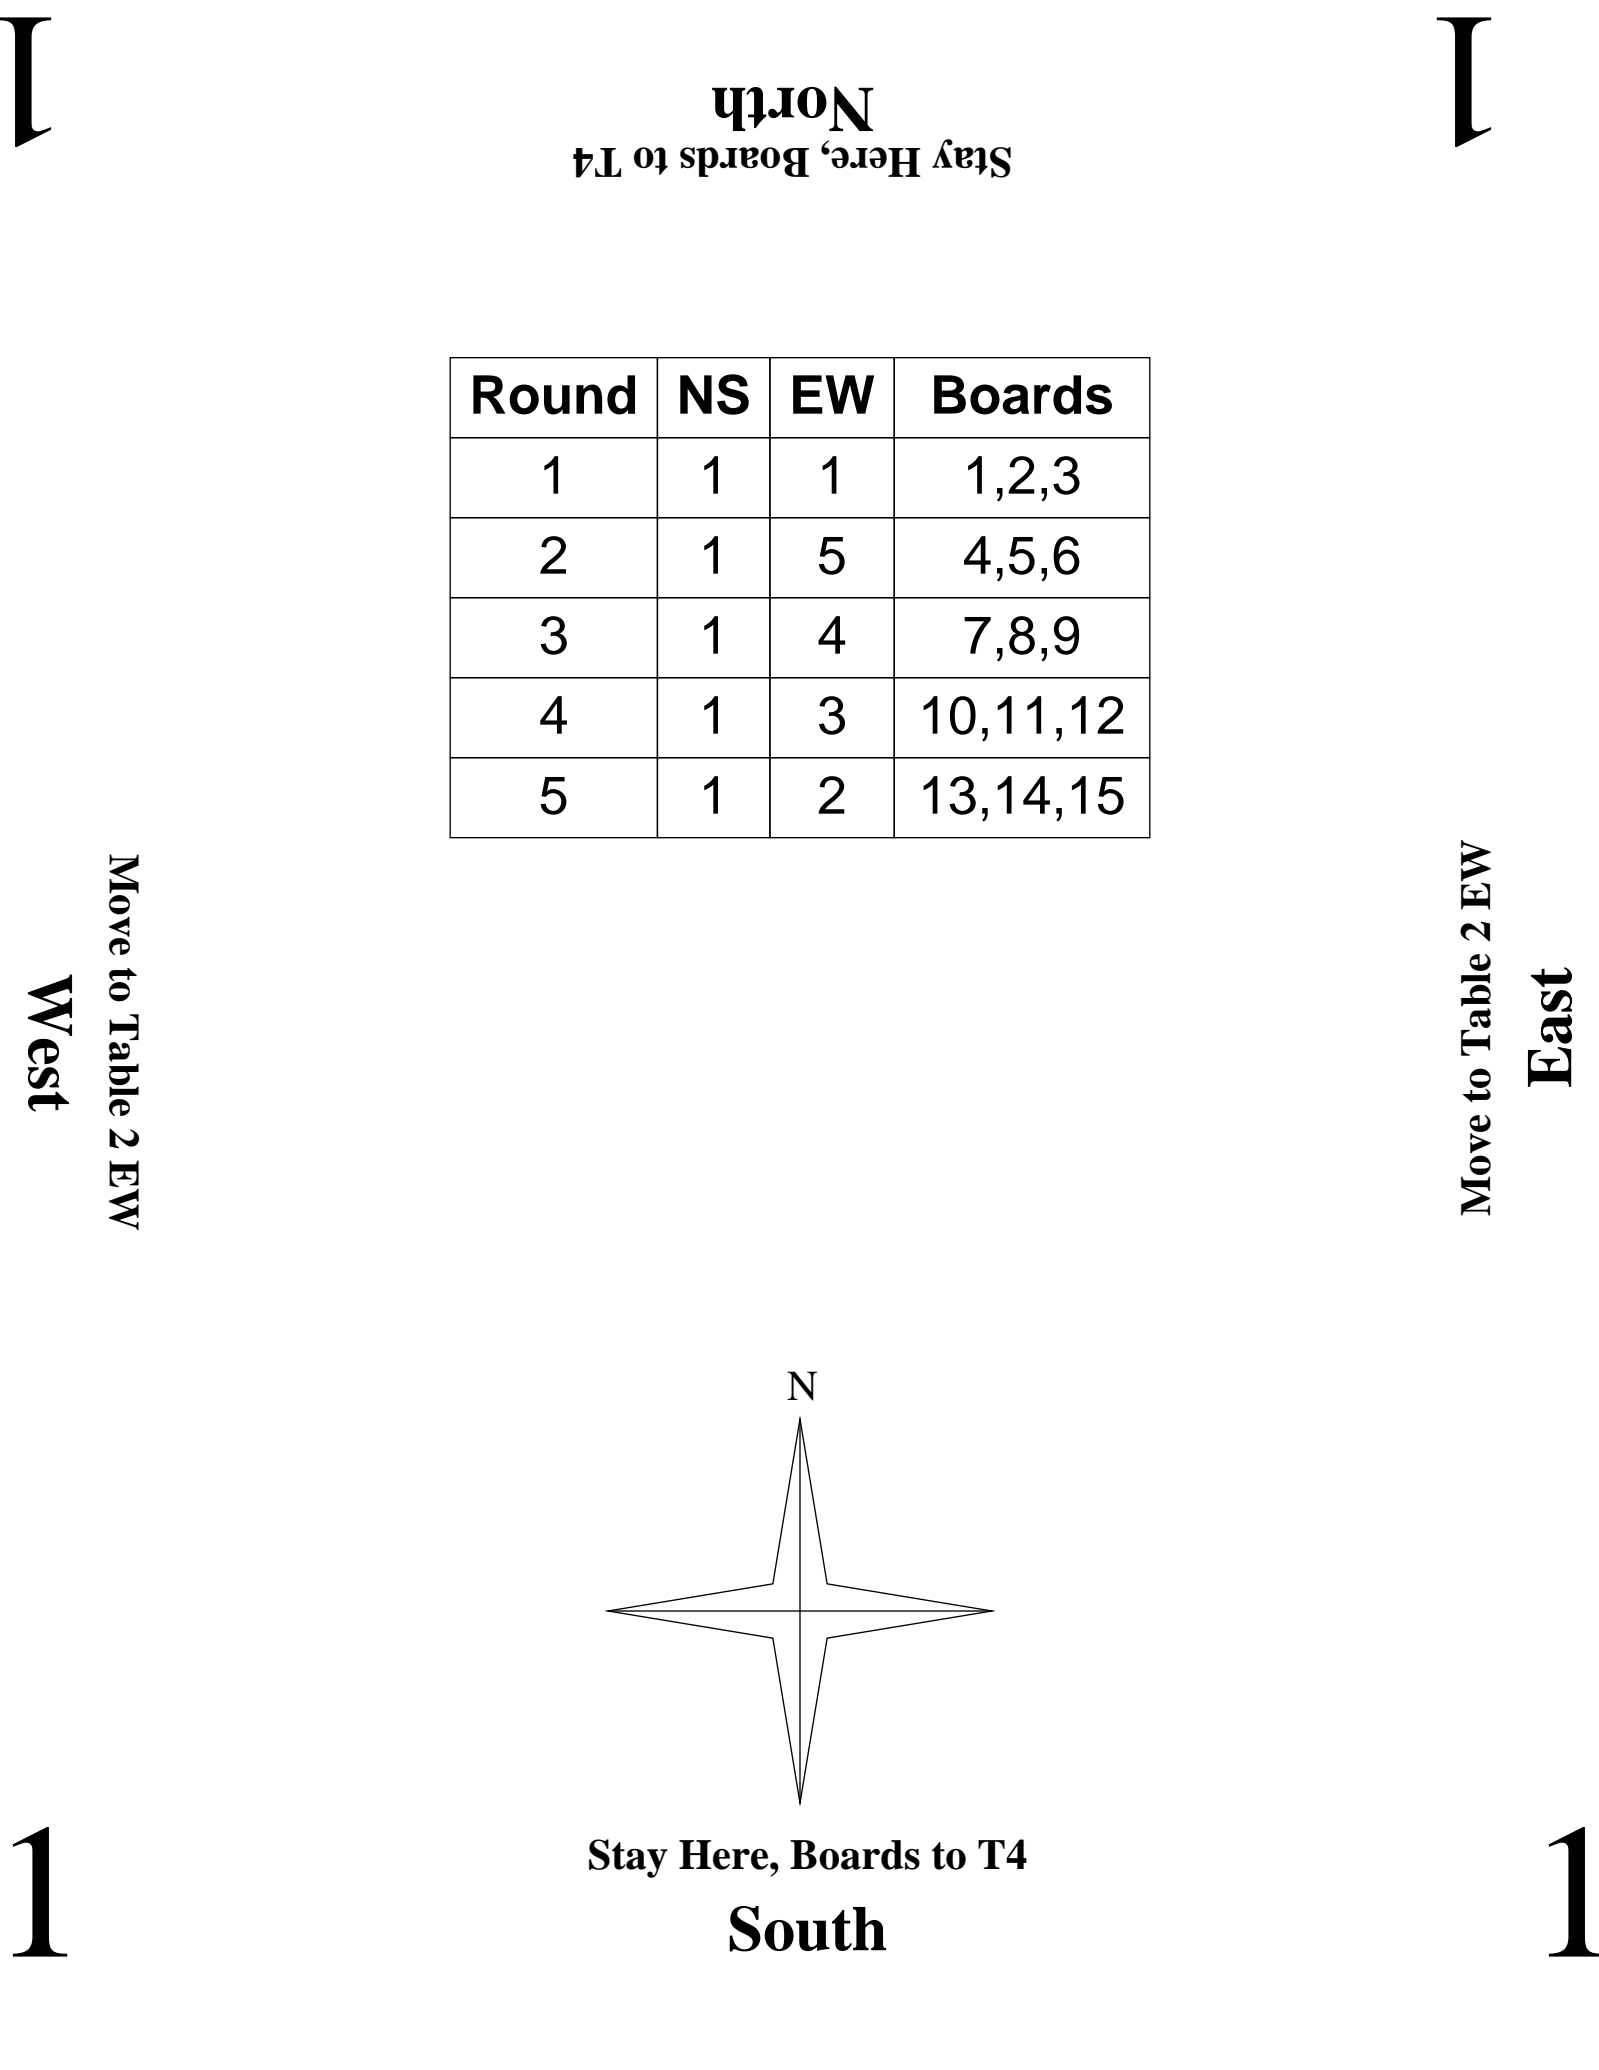 1
1
North
Stay Here, Boards to T4
Round NS EW Boards
1 1 1 1,2,3
2 1 5 4,5,6
3 1 4 7,8,9
4 1 3 10,11,12
5 1 2 13,14,15
West
Move to Table 2 EW
Move to Table 2 EW
East
N
Stay Here, Boards to T4
South
1
1